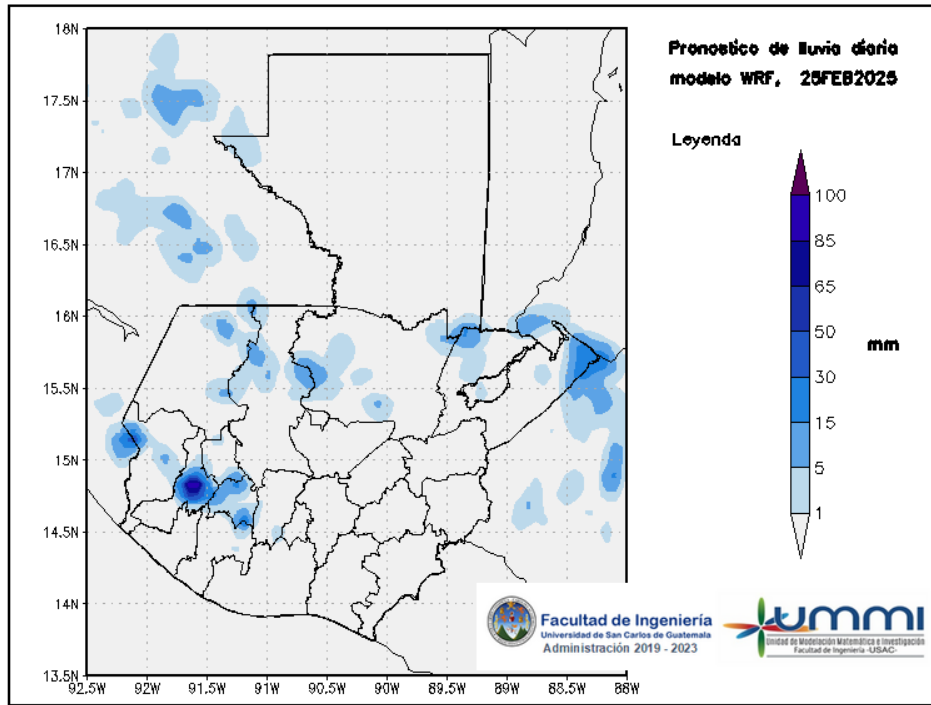 Pronostico de lluvia diaria
modelo WRF, 25FEB2025
Leyenda
100
85
65
50
30
15
5
1
mm
18N
17.5N
17N
16.5N
16N
15.5N
15N
14.5N
14N
13.5N
92.5W
92W
91.5W
91W
90.5W
90W
89.5W
89W
88.5W
88W
Facultad de Ingeniería
Universidad de San Carlos de Guatemala
Administración 2019 - 2023
ummi
Unidad de Modelación Matemática e Investigación
Facultad de Ingeniería -USAC-